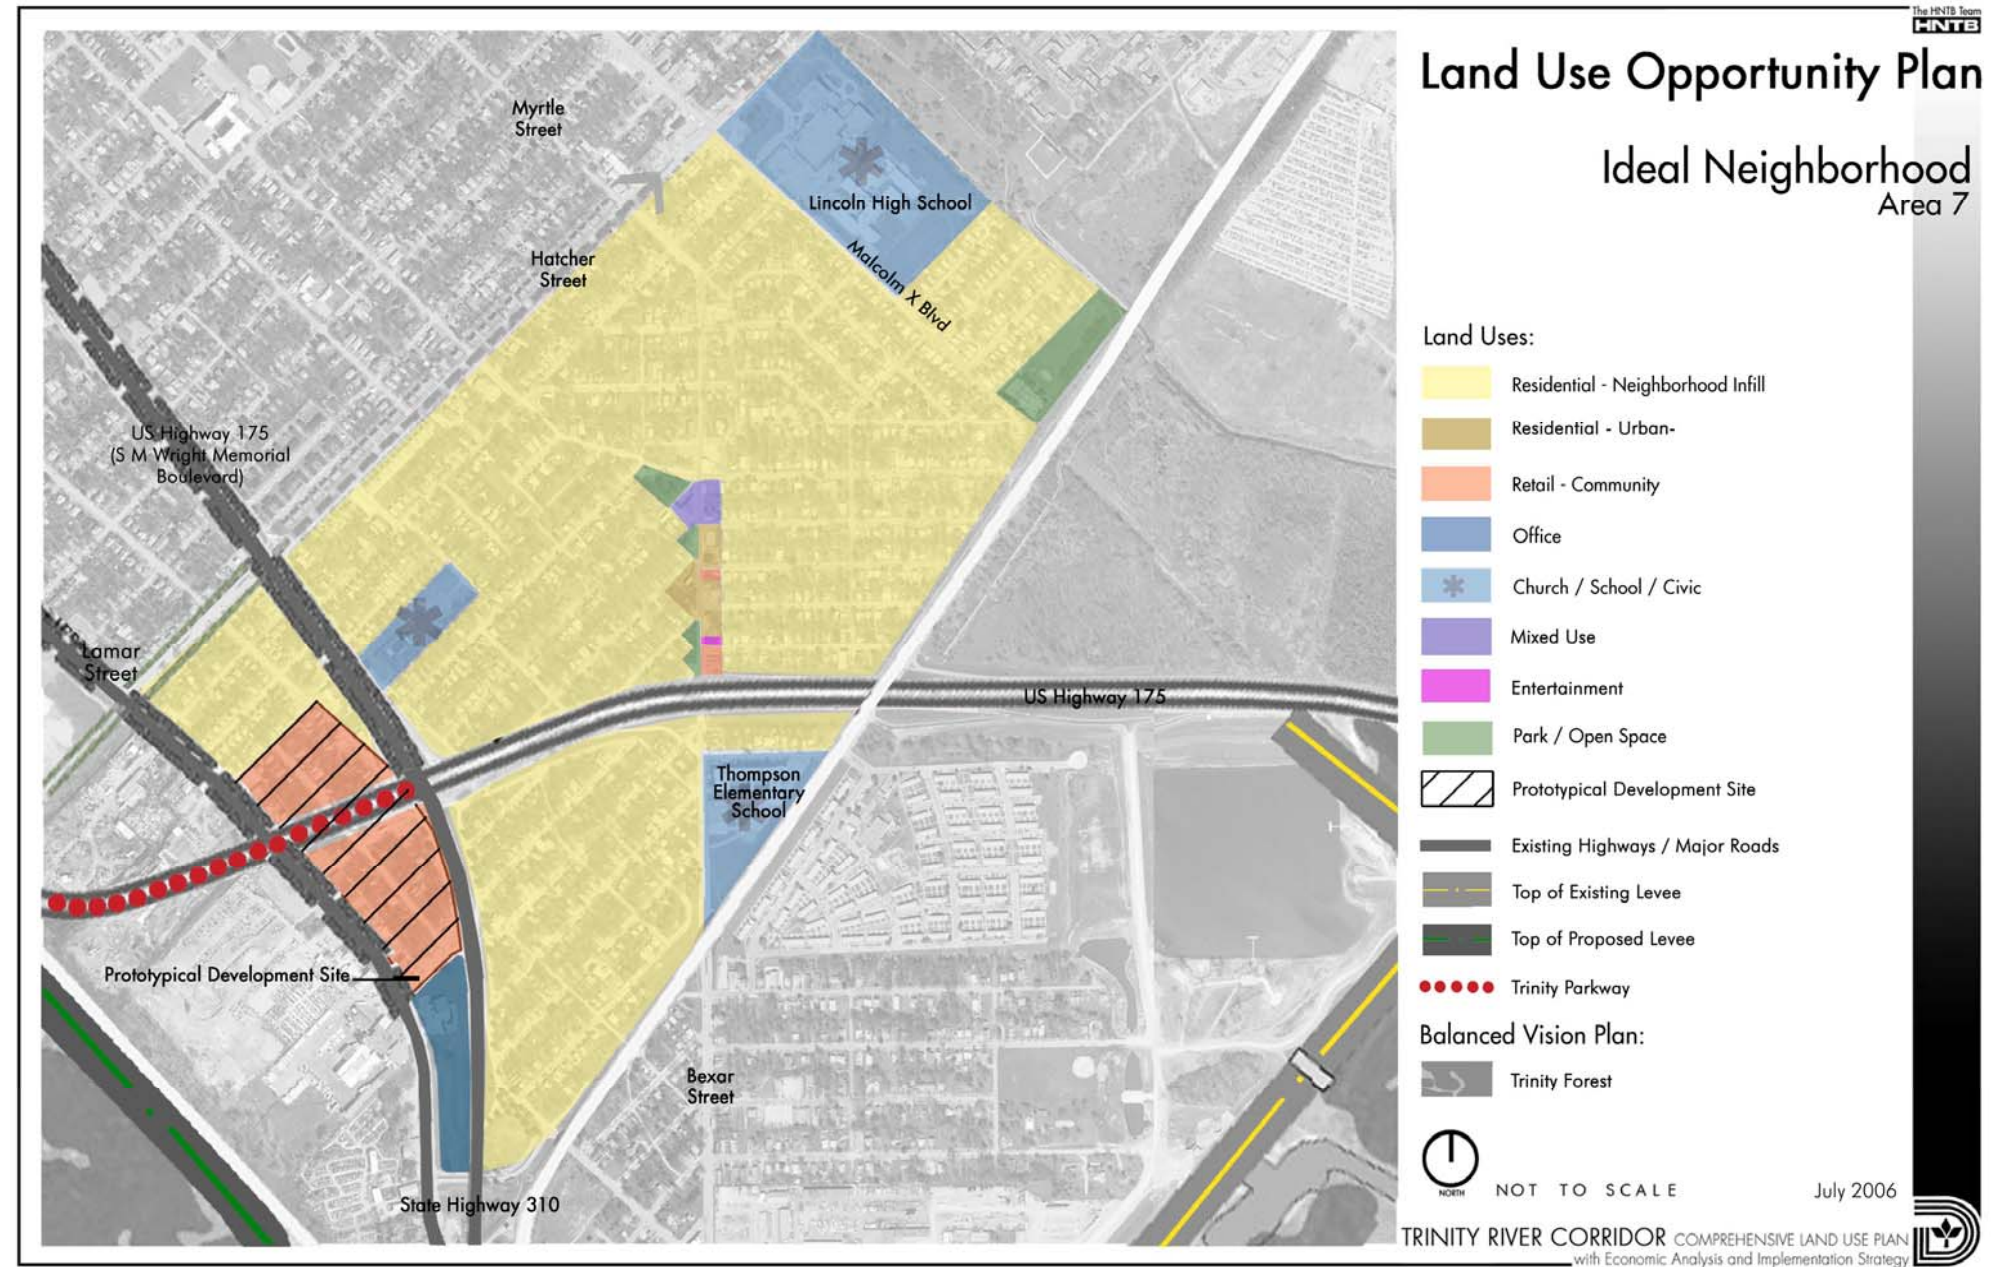 The HNTB Team
HNTB
Land Use Opportunity Plan
Ideal Neighborhood
Area 7
Myrtle
Street
Lincoln High School
Malcolm X Blvd
Hatcher
Street
US Highway 175
(S M Wright Memorial
Boulevard)
Lamar
Street
US Highway 175
Thompson
Elementary
School
Prototypical Development Site
Bexar
Street
State Highway 310
Land Uses:
Residential - Neighborhood Infill
Residential - Urban-
Retail - Community
Office
Church / School / Civic
Mixed Use
Entertainment
Park / Open Space
Prototypical Development Site
Existing Highways / Major Roads
Top of Existing Levee
Top of Proposed Levee
Trinity Parkway
Balanced Vision Plan:
Trinity Forest
NORTH
NOT TO SCALE
July 2006
TRINITY RIVER CORRIDOR COMPREHENSIVE LAND USE PLAN
with Economic Analysis and Implementation Strategy